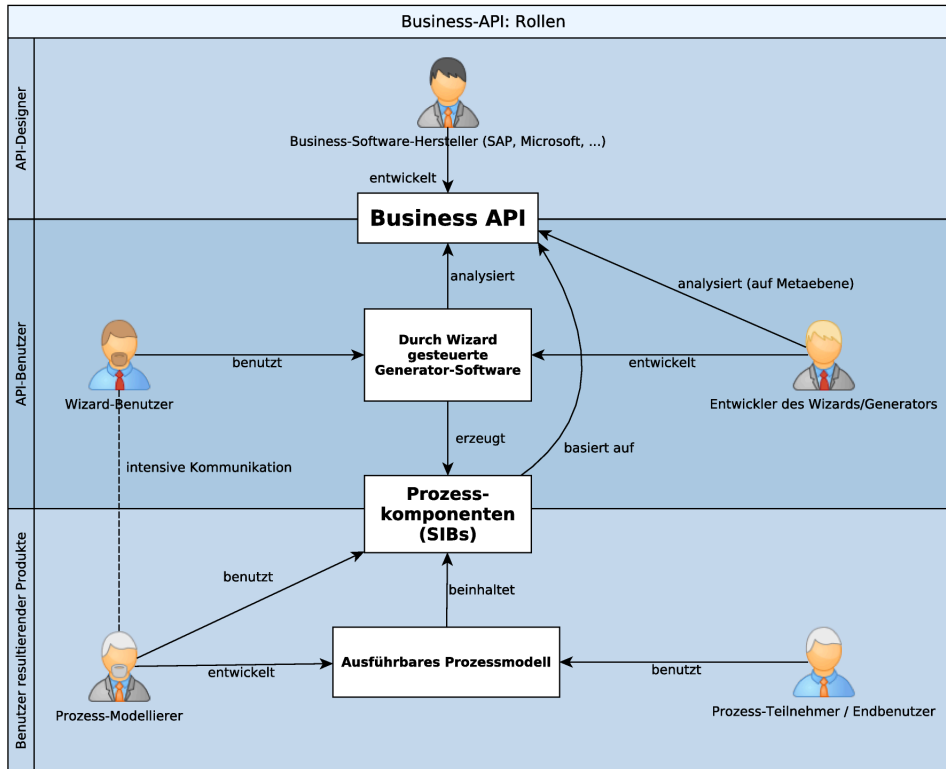 Business-API: Rollen
API-Designer
Business-Software-Hersteller (SAP, Microsoft, ...)
entwickelt
Business API
API-Benutzer
analysiert
analysiert (auf Metaebene)
Durch Wizard
gesteuerte
Generator-Software
benutzt
entwickelt
Wizard-Benutzer
Entwickler des Wizards/Generators
erzeugt
basiert auf
intensive Kommunikation
Prozess-
komponenten
(SIBs)
Benutzer resultierender Produkte
benutzt
beinhaltet
Ausführbares Prozessmodell
entwickelt
benutzt
Prozess-Modellierer
Prozess-Teilnehmer / Endbenutzer